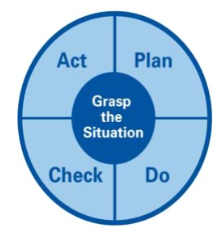 Act Plan
Grasp
the
Situation
Check Do